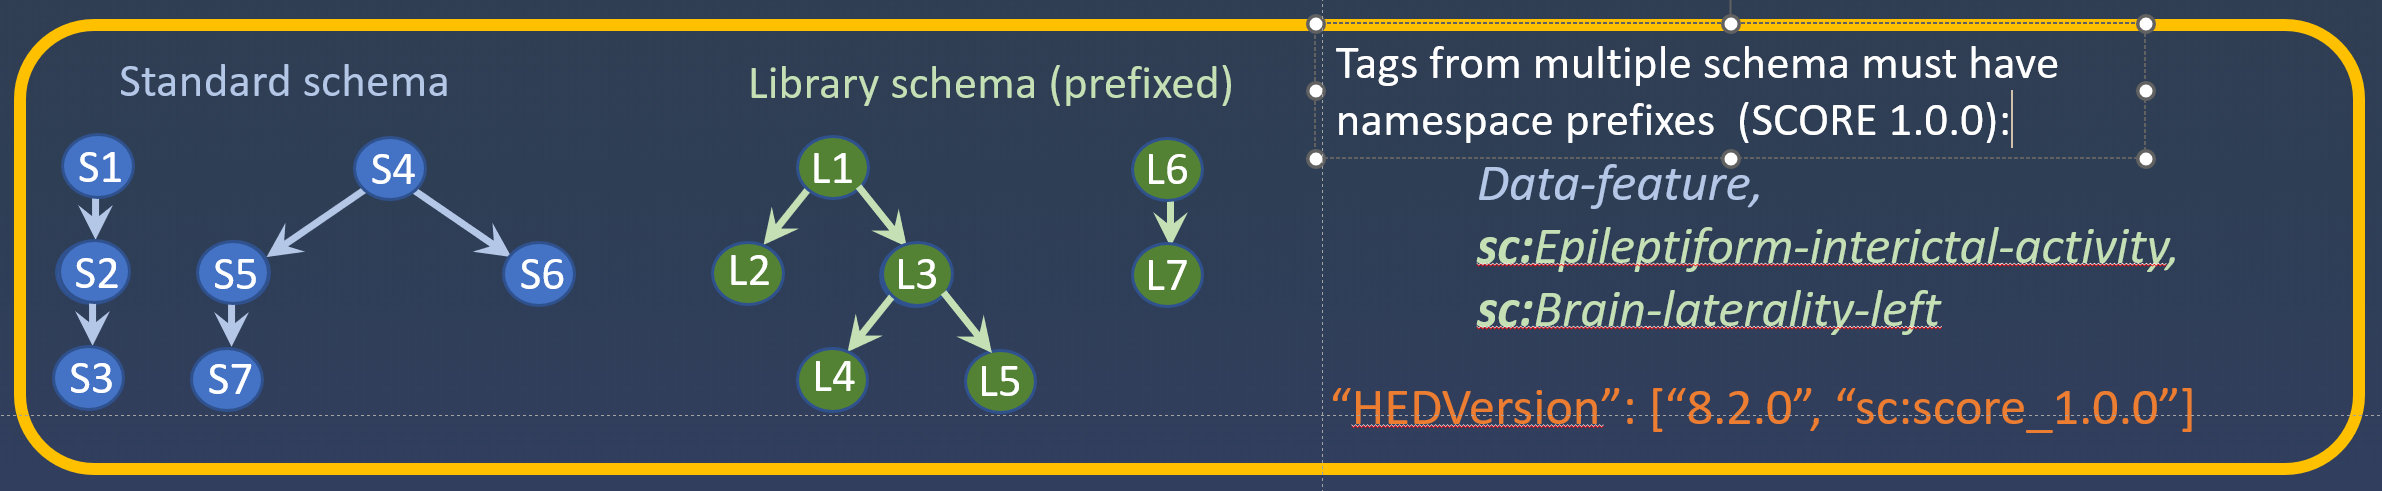 Standard schema
S1
S4
S2
S5
S6
S3
S7
Library schema (prefixed)
L1
L6
L2
L3
L7
L4
L5
Tags from multiple schema must have
namespace prefixes  (SCORE 1.0.0):
Data-feature,
sc:Epileptiform-interictal-activity,
sc:Brain-laterality-left
“HEDVersion”: [“8.2.0”, “sc:score_1.0.0”]